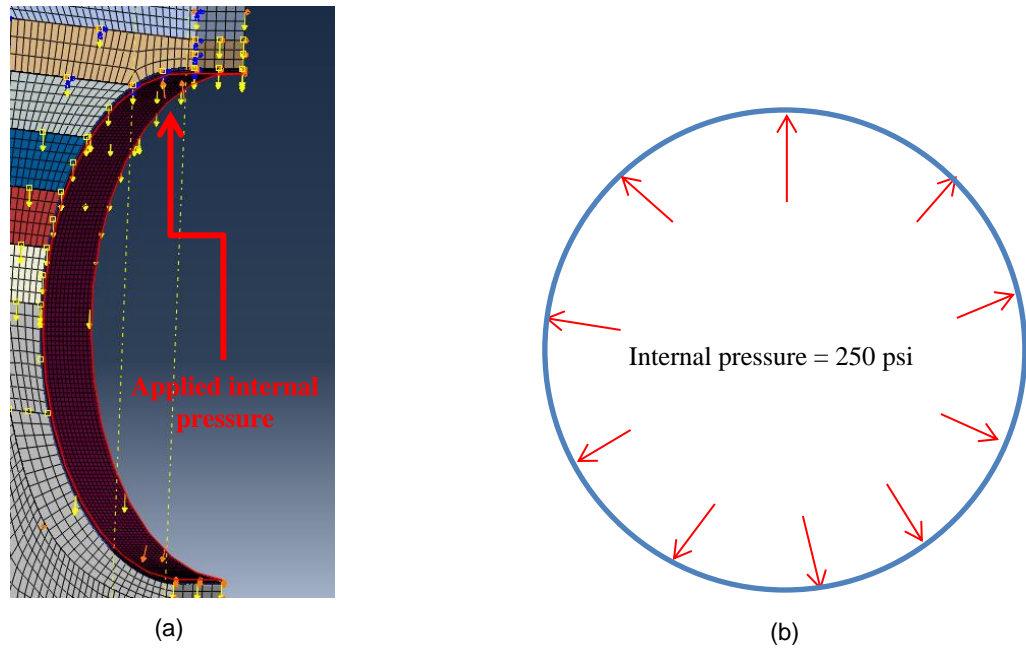 Applied internal
pressure
Internal pressure = 250 psi
(a)
(b)